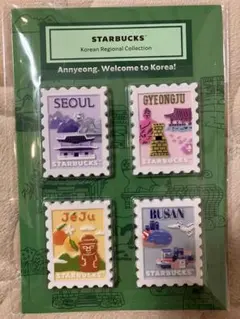 STARBUCKS
Korean Regional Collection
Annyeong. Welcome to Korea!
SEOUL
STARBUCKS
GYEONGJU
STARBUCKS
JeJu
STARBUCKS
BUSAN
STARBUCKS